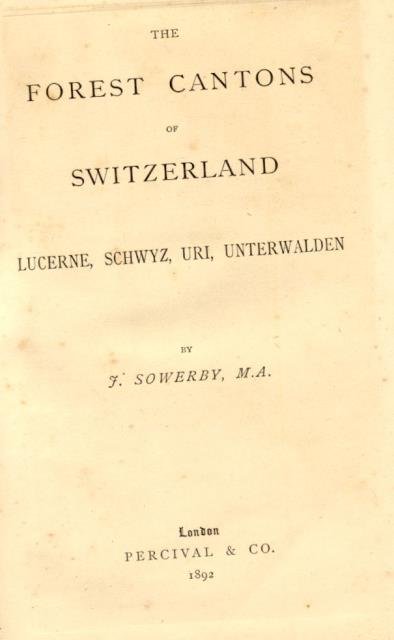 THE
FOREST CANTONS
OF
SWITZERLAND
LUCERNE, SCHWYZ, URI, UNTERWALDEN
BY
J. SOWERBY, M.A.
London
PERCIVAL & CO.
1892